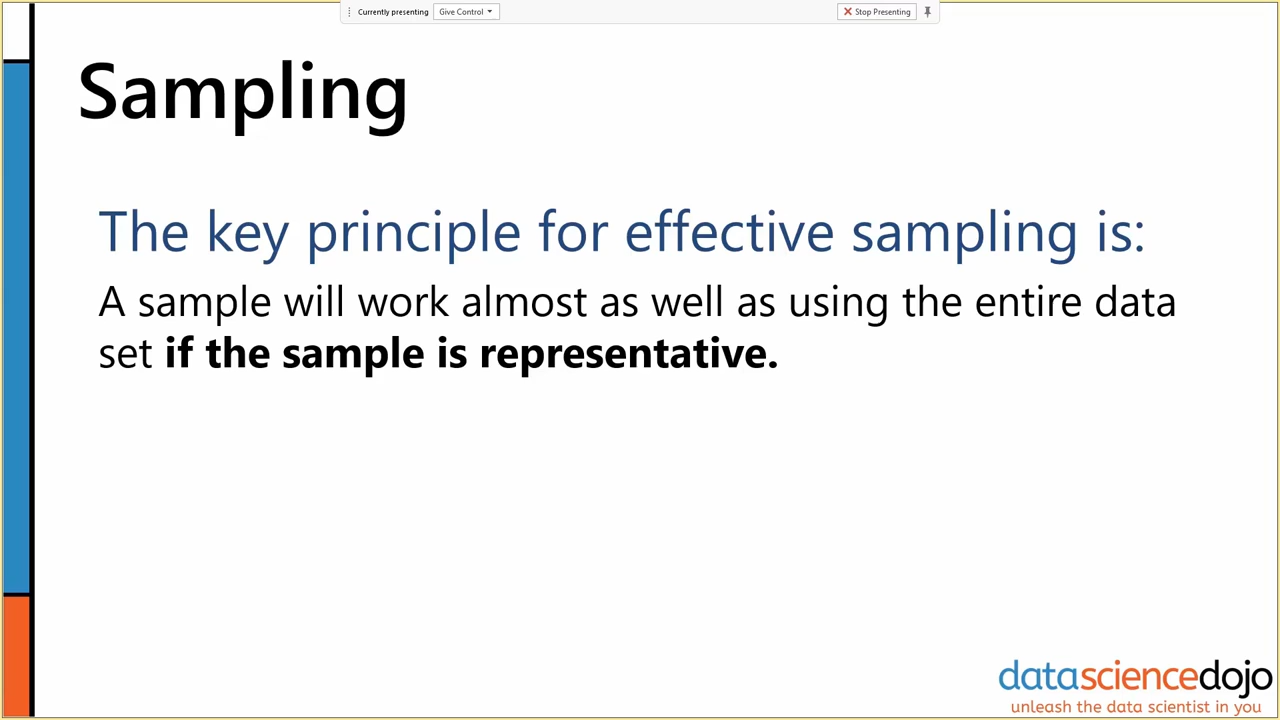 Currently presenting Give Control Stop Presenting
Sampling
The key principle for effective sampling is:
A sample will work almost as well as using the entire data
set if the sample is representative.
datasciencedojo
unleash the data scientist in you